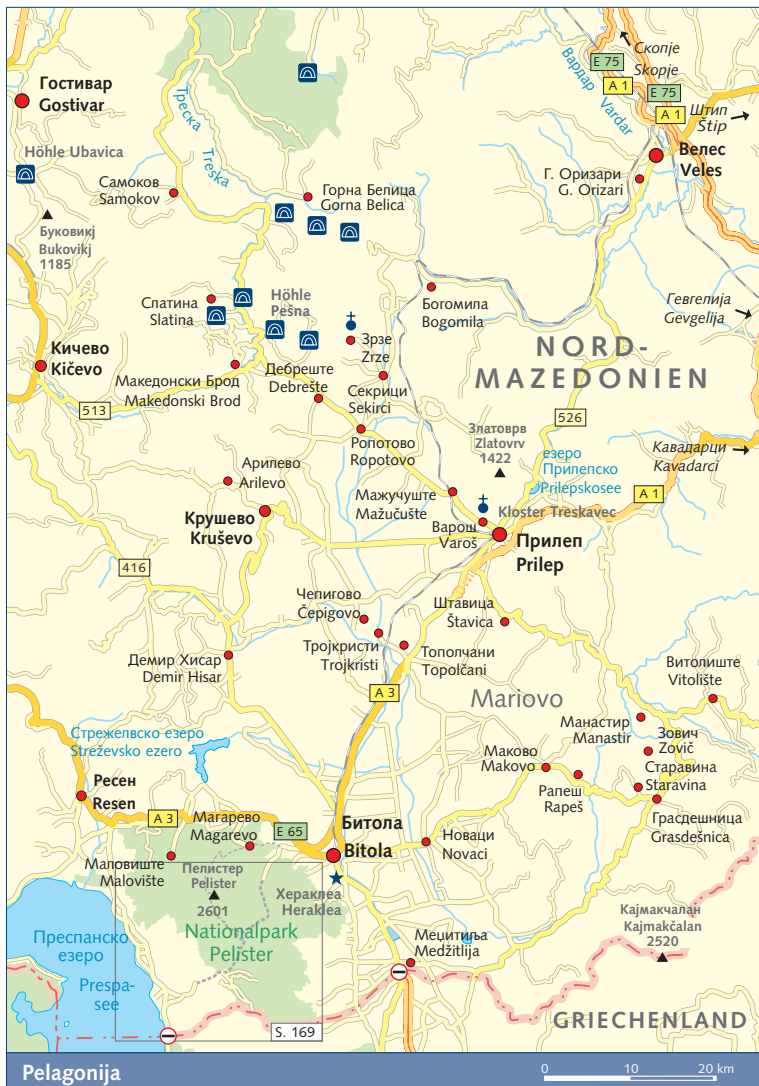 Скопје
Skopje
E 75
A 1
E 75
A 1
Вардар
Vardar
Штип
Štip
Гостивар
Gostivar
Треска
Treska
Höhle Ubavica
Велес
Veles
Г. Оризари
G. Orizari
Самоков
Samokov
Горна Белица
Gorna Belica
Буковикј
Bukovikj
1185
Слатина
Slatina
Höhle
Pešna
Богомила
Bogomila
Гевгелија
Gevgelija
Зрзе
Zrze
NORD-
MAZEDONIEN
Кичево
Kičevo
Македонски Брод
Makedonski Brod
Дебреште
Debrešte
Секирци
Sekirci
513
526
Златоврв
Zlatovrv
1422
Ропотово
Ropotovo
езеро
Прилепско
Prilepskosee
Кавадарци
Kavadarci
A 1
Арилево
Arilevo
Мажучуште
Mažučušte
Kloster Treskavec
Крушево
Kruševo
Варош
Varoš
Прилеп
Prilep
416
Чепигово
Čepigovo
Штавица
Štavica
Тројкристи
Trojkristi
Тополчани
Topolčani
Демир Хисар
Demir Hisar
Витолиште
Vitolište
A 3
Mariovo
Манастир
Manastir
Зович
Zovič
Стрежевско езеро
Streževsko ezero
Маково
Makovo
Старавина
Staravina
Рапеш
Rapeš
Ресен
Resen
A 3
Магарево
Magarevo
E 65
Битола
Bitola
Новаци
Novaci
Грасдешница
Grasdešnica
Маловиште
Malovište
Пелистер
Pelister
2601
Хераклеа
Heraklea
Nationalpark
Pelister
Кајмакчалан
Kajmakčalan
2520
Преспанско
езеро
Меџитлија
Medžitlija
Prespa-
see
S. 169
GRIECHENLAND
Pelagonija
0 10 20 km